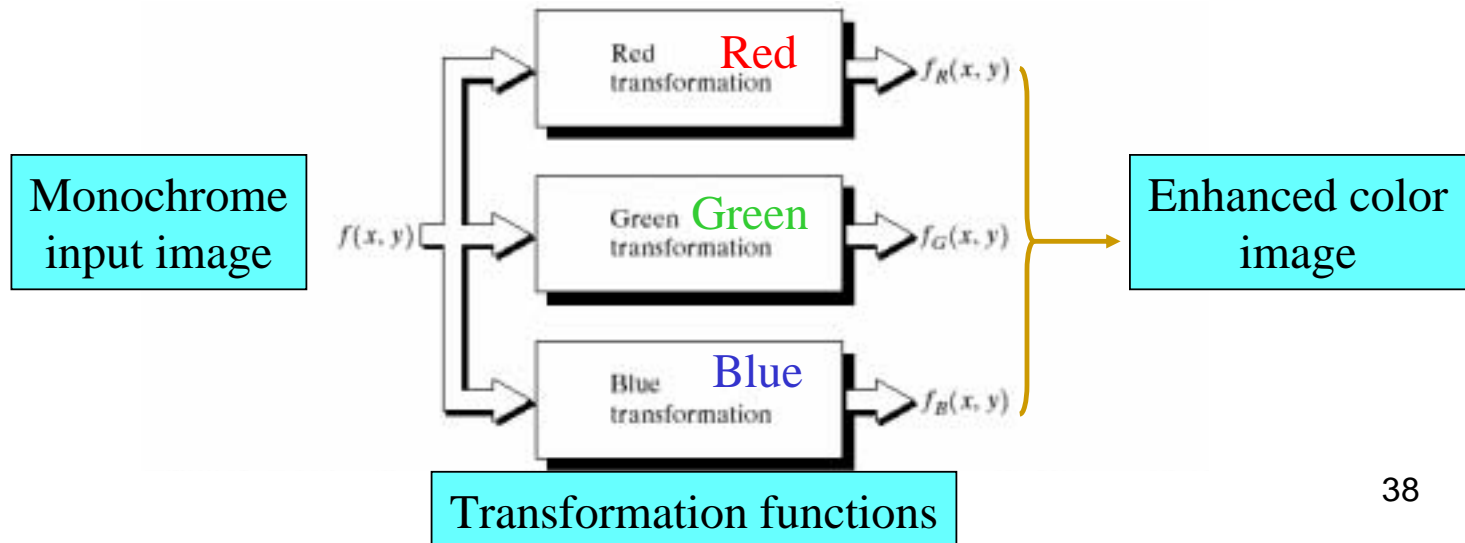 Red Red
transformation
f_R(x, y)
Monochrome
input image
f(x, y)
Green Green
transformation
f_G(x, y)
Enhanced color
image
Blue Blue
transformation
f_B(x, y)
Transformation functions
38